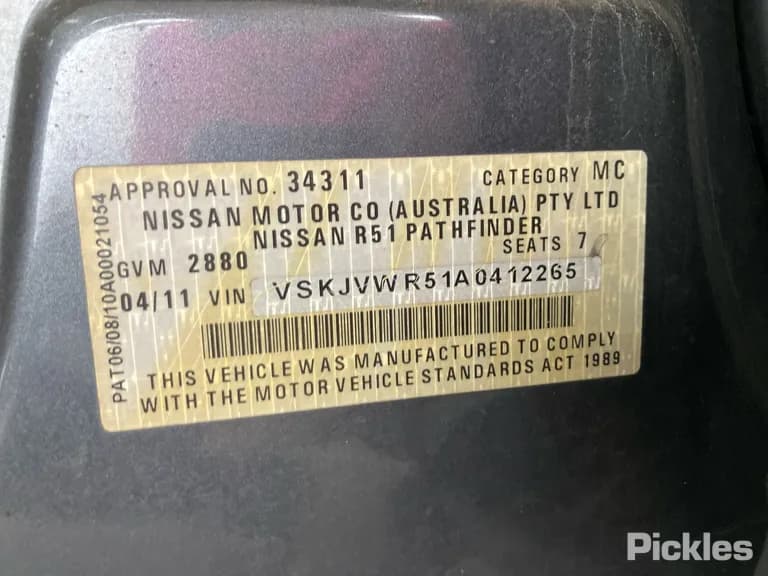 APPROVAL NO. 34311 CATEGORY MC
NISSAN MOTOR CO (AUSTRALIA) PTY LTD
NISSAN R51 PATHFINDER
GVM 2880 SEATS 7
04/11 VIN VSKJVWR51A0412265
THIS VEHICLE WAS MANUFACTURED TO COMPLY
WITH THE MOTOR VEHICLE STANDARDS ACT 1989
PAT06/08/10A00021054
Pickles